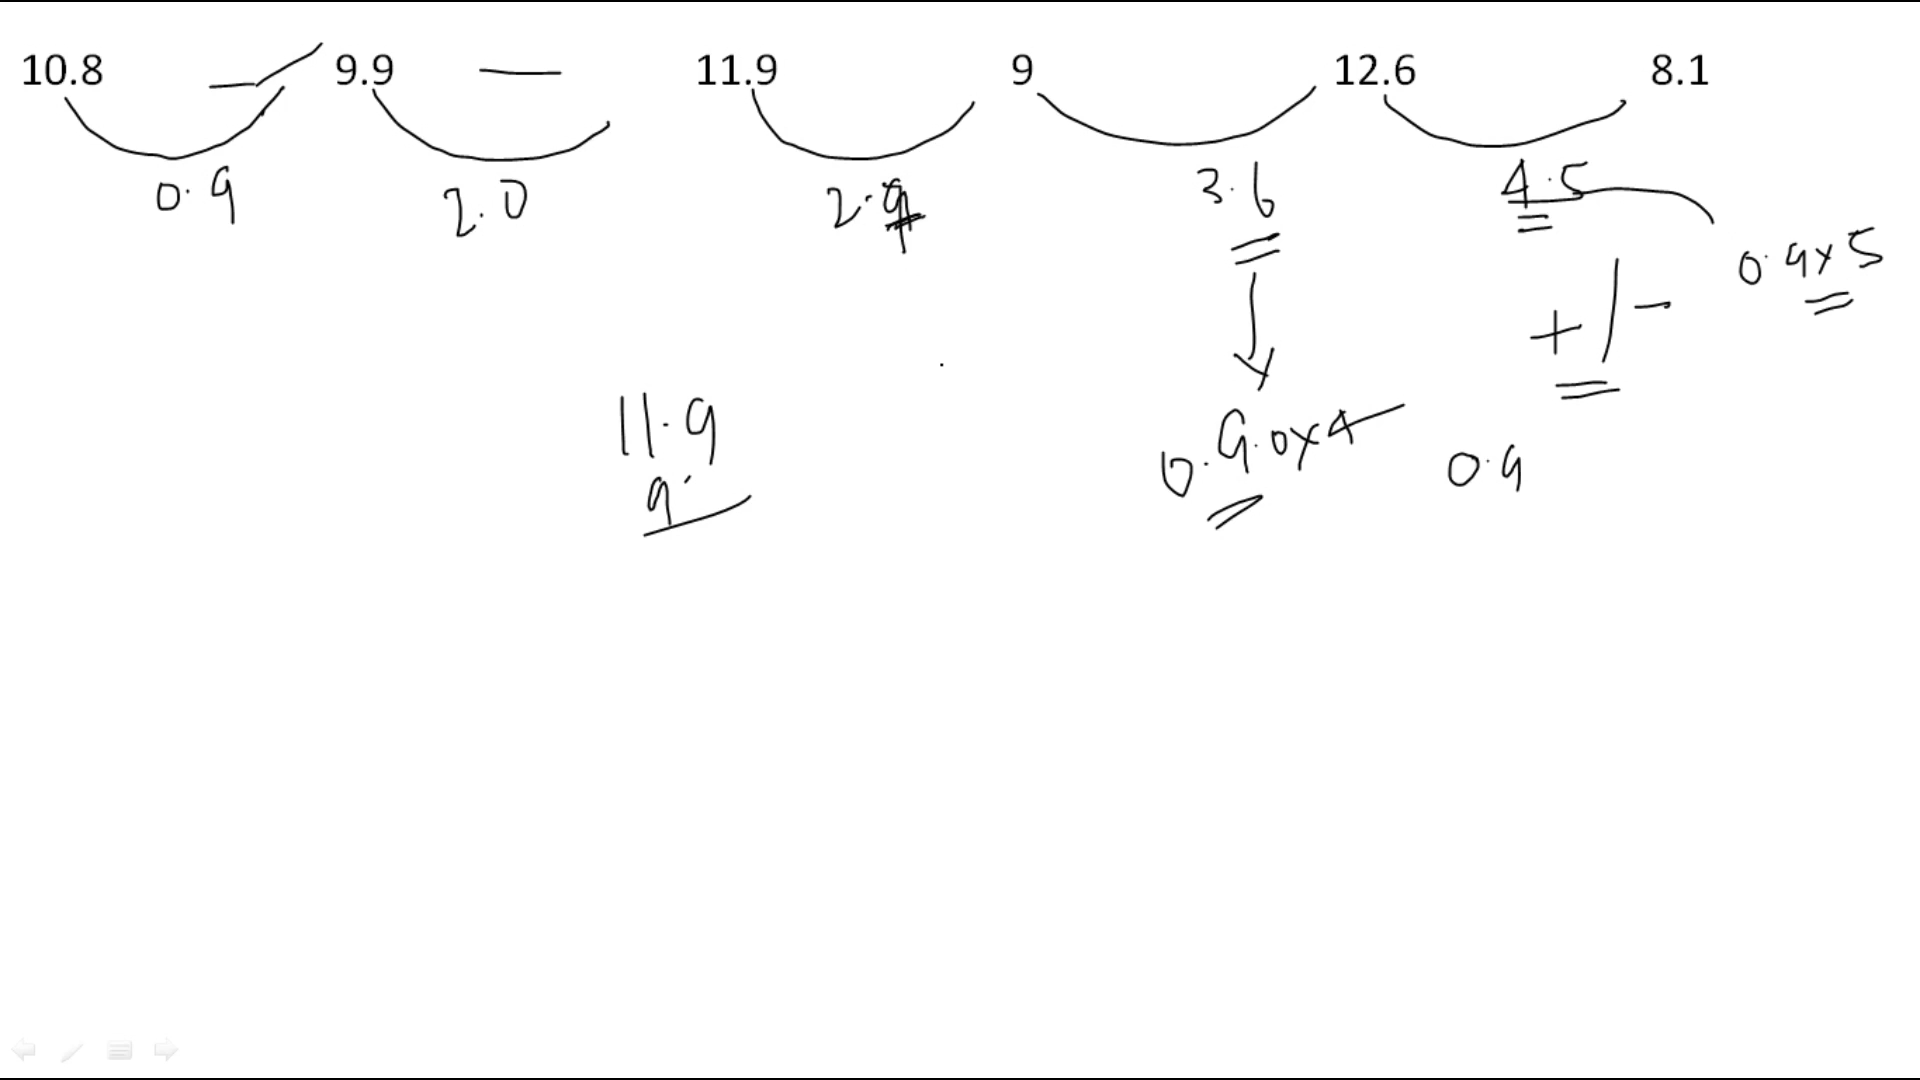 10.8 — 9.9 — 11.9 9 12.6 8.1
0.9 2.0 2.9 3.6 4.5
0.9x5
+/-
11.9
9.
0.9.0x4 0.9